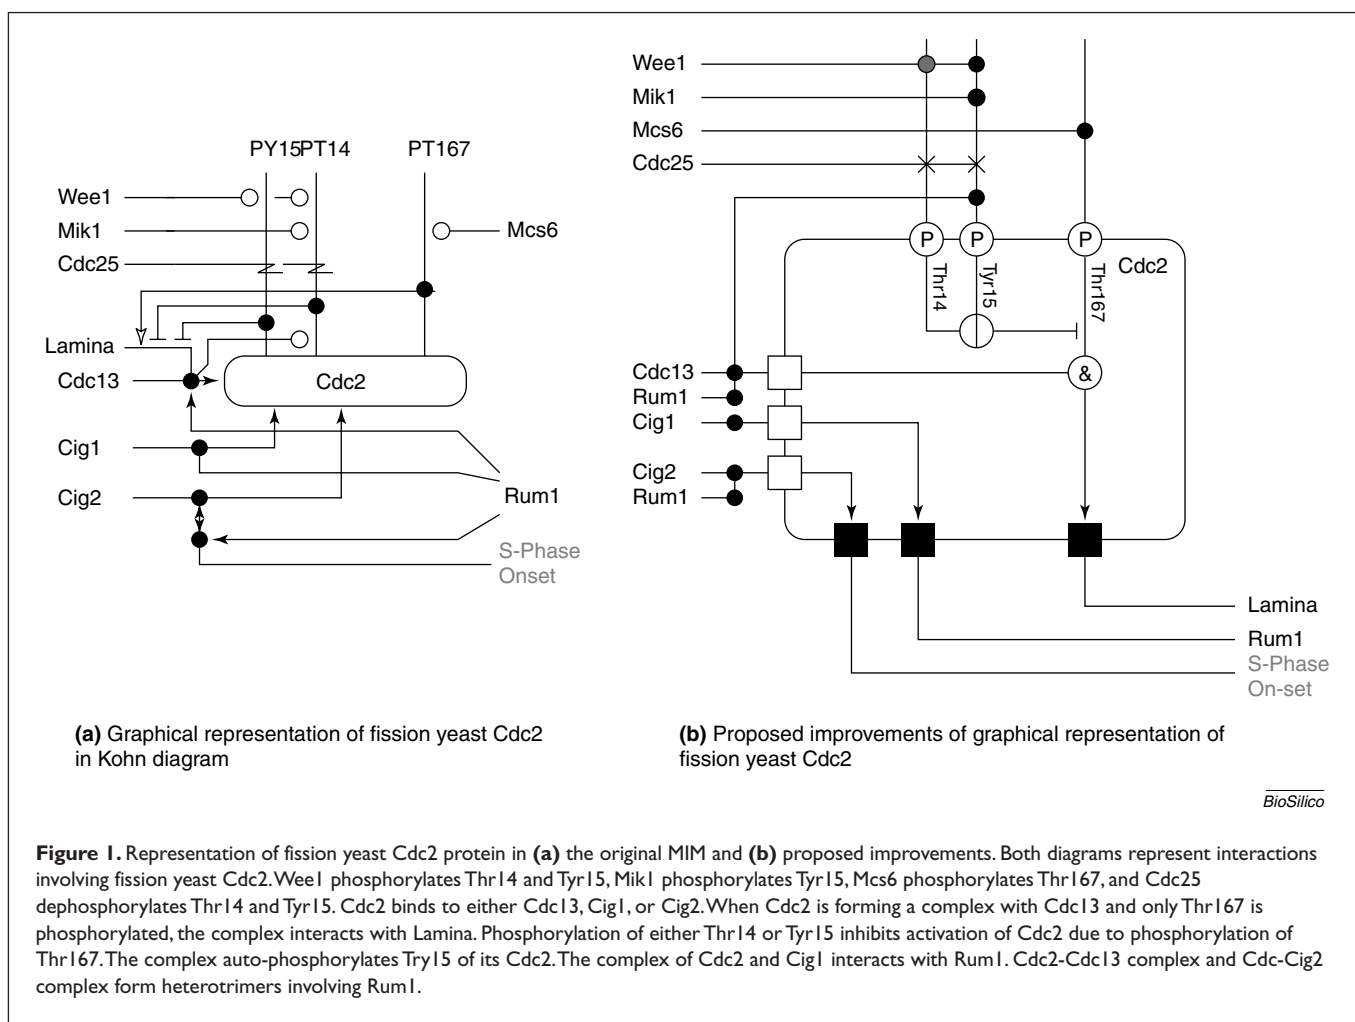 PY15 PT14 PT167
Wee1
Mik1
Mcs6
Cdc25
Lamina
Cdc13
Cdc2
Cig1
Cig2
Rum1
S-Phase
Onset
(a) Graphical representation of fission yeast Cdc2
in Kohn diagram
Wee1
Mik1
Mcs6
Cdc25
P P P
Cdc2
Thr14
Tyr15
Thr167
Cdc13
&
Rum1
Cig1
Cig2
Rum1
Lamina
Rum1
S-Phase
On-set
(b) Proposed improvements of graphical representation of
fission yeast Cdc2
BioSilico
Figure 1. Representation of fission yeast Cdc2 protein in (a) the original MIM and (b) proposed improvements. Both diagrams represent interactions
involving fission yeast Cdc2. Wee1 phosphorylates Thr14 and Tyr15, Mik1 phosphorylates Tyr15, Mcs6 phosphorylates Thr167, and Cdc25
dephosphorylates Thr14 and Tyr15. Cdc2 binds to either Cdc13, Cig1, or Cig2. When Cdc2 is forming a complex with Cdc13 and only Thr167 is
phosphorylated, the complex interacts with Lamina. Phosphorylation of either Thr14 or Tyr15 inhibits activation of Cdc2 due to phosphorylation of
Thr167. The complex auto-phosphorylates Try15 of its Cdc2. The complex of Cdc2 and Cig1 interacts with Rum1. Cdc2-Cdc13 complex and Cdc-Cig2
complex form heterotrimers involving Rum1.